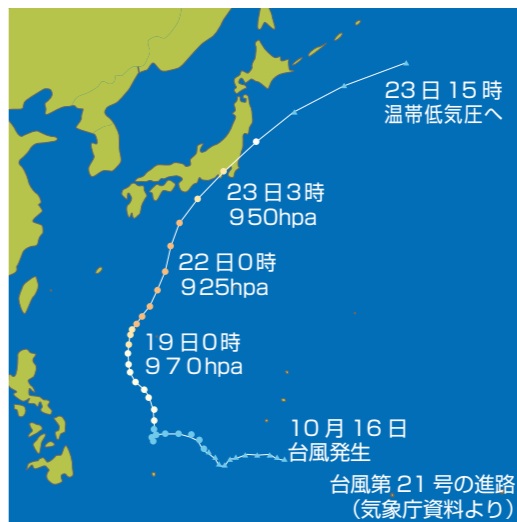 23日15時
温帯低気圧へ
23日3時
950hpa
22日0時
925hpa
19日0時
970hpa
10月16日
台風発生
台風第21号の進路
（気象庁資料より）